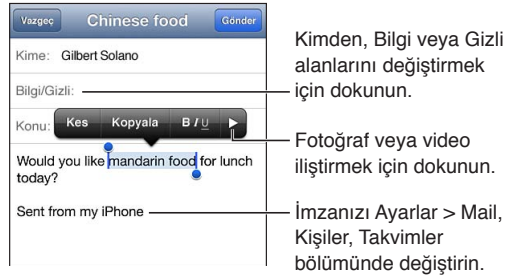 Vazgeç Chinese food Gönder
Kime: Gilbert Solano
Bilgi/Gizli:
Konu:
Kes Kopyala B I U
Would you like mandarin food for lunch
today?
Sent from my iPhone
Kimden, Bilgi veya Gizli
alanlarını değiştirmek
için dokunun.
Fotoğraf veya video
iliştirmek için dokunun.
İmzanızı Ayarlar > Mail,
Kişiler, Takvimler
bölümünde değiştirin.